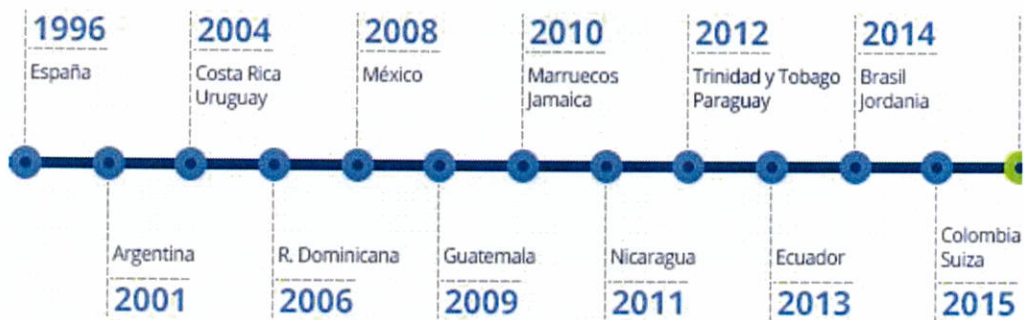 1996
España
2004
Costa Rica
Uruguay
2008
México
2010
Marruecos
Jamaica
2012
Trinidad y Tobago
Paraguay
2014
Brasil
Jordania
Argentina
2001
R. Dominicana
2006
Guatemala
2009
Nicaragua
2011
Ecuador
2013
Colombia
Suiza
2015